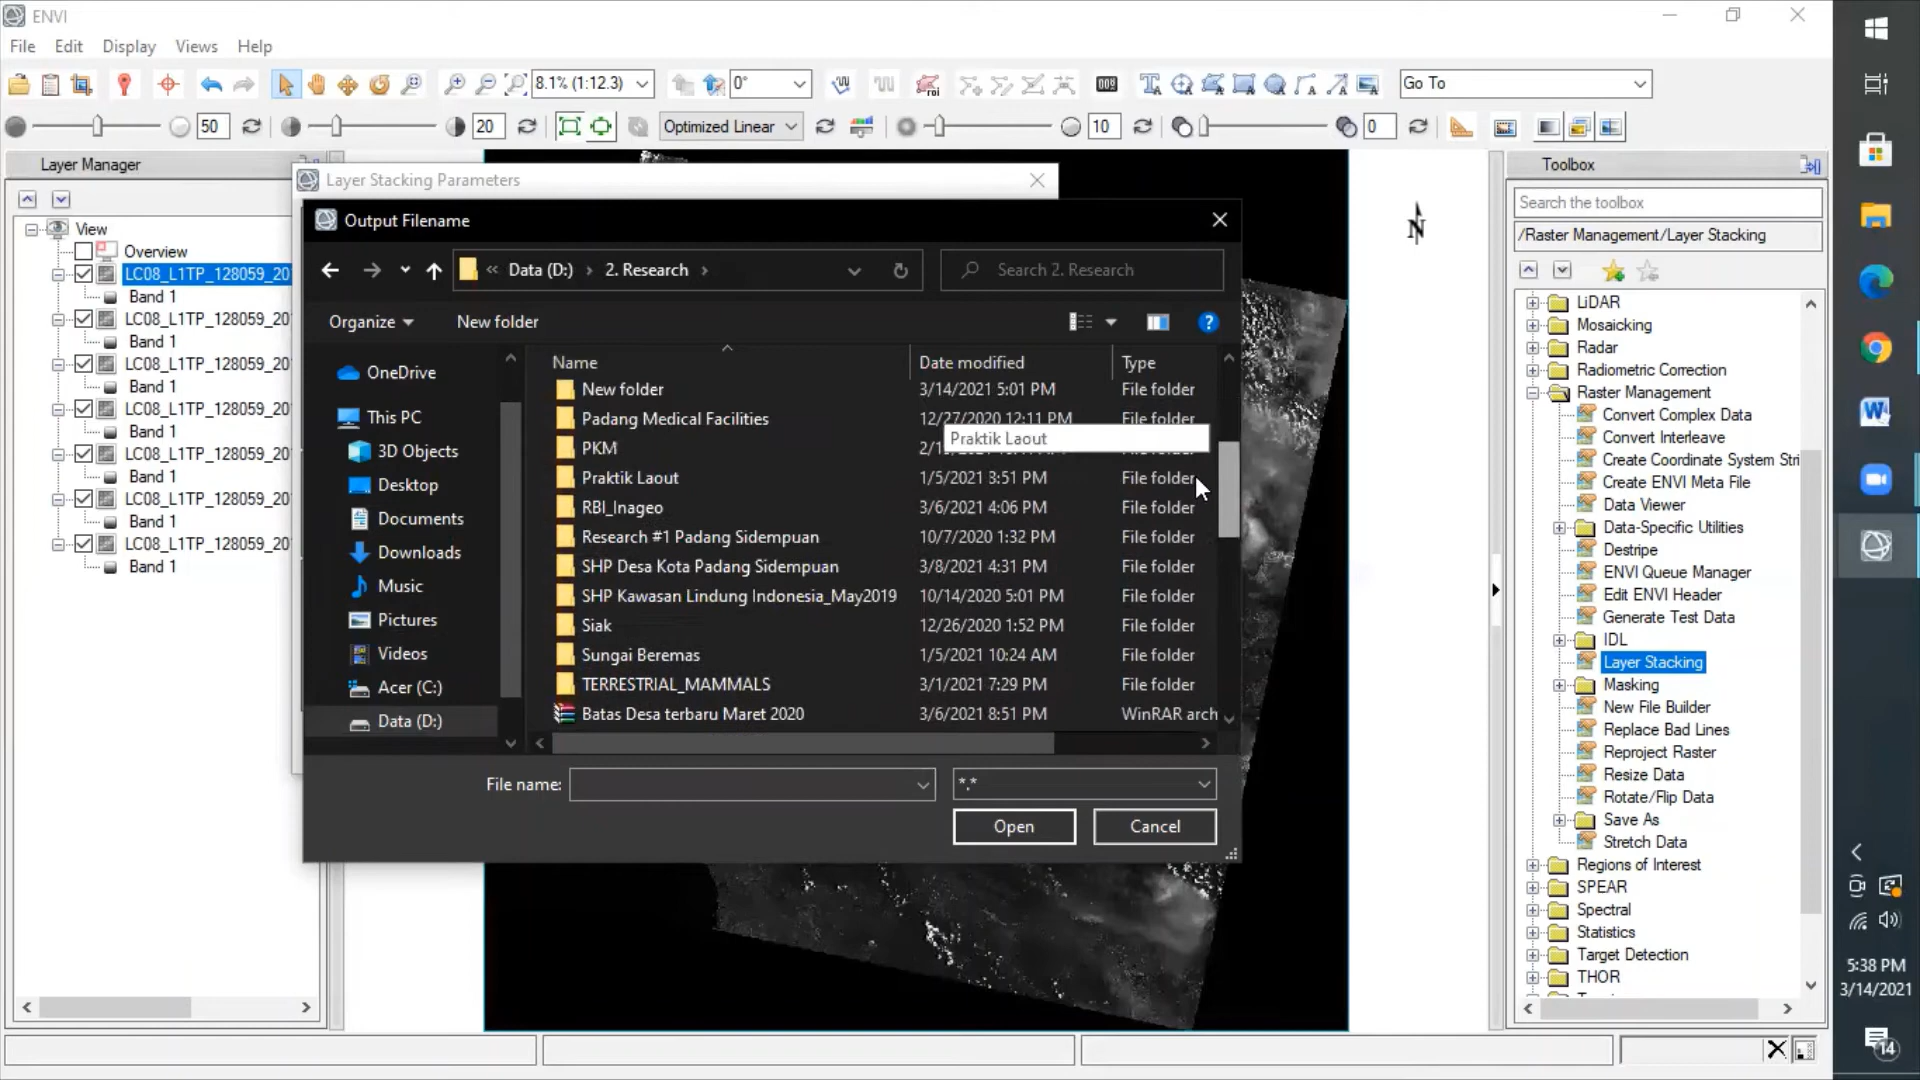 ENVI
File Edit Display Views Help
8.1% (1:12.3) 0° Go To
50 20 Optimized Linear 10 0
Layer Manager
View
Overview
LC08_L1TP_128059_20
Band 1
LC08_L1TP_128059_20
Band 1
LC08_L1TP_128059_20
Band 1
LC08_L1TP_128059_20
Band 1
LC08_L1TP_128059_20
Band 1
LC08_L1TP_128059_20
Band 1
LC08_L1TP_128059_20
Band 1
Layer Stacking Parameters
Output Filename
« Data (D:) › 2. Research ›
Search 2. Research
Organize New folder
OneDrive
This PC
3D Objects
Desktop
Documents
Downloads
Music
Pictures
Videos
Acer (C:)
Data (D:)
Name Date modified Type
New folder 3/14/2021 5:01 PM File folder
Padang Medical Facilities 12/27/2020 12:11 PM File folder
PKM
Praktik Laout
Praktik Laout 1/5/2021 3:51 PM File folder
RBI_Inageo 3/6/2021 4:06 PM File folder
Research #1 Padang Sidempuan 10/7/2020 1:32 PM File folder
SHP Desa Kota Padang Sidempuan 3/8/2021 4:31 PM File folder
SHP Kawasan Lindung Indonesia_May2019 10/14/2020 5:01 PM File folder
Siak 12/26/2020 1:52 PM File folder
Sungai Beremas 1/5/2021 10:24 AM File folder
TERRESTRIAL_MAMMALS 3/1/2021 7:29 PM File folder
Batas Desa terbaru Maret 2020 3/6/2021 8:51 PM WinRAR arch
File name: *.*
Open Cancel
N
Toolbox
Search the toolbox
/Raster Management/Layer Stacking
LiDAR
Mosaicking
Radar
Radiometric Correction
Raster Management
Convert Complex Data
Convert Interleave
Create Coordinate System Stri
Create ENVI Meta File
Data Viewer
Data-Specific Utilities
Destripe
ENVI Queue Manager
Edit ENVI Header
Generate Test Data
IDL
Layer Stacking
Masking
New File Builder
Replace Bad Lines
Reproject Raster
Resize Data
Rotate/Flip Data
Save As
Stretch Data
Regions of Interest
SPEAR
Spectral
Statistics
Target Detection
THOR
5:38 PM
3/14/2021
14